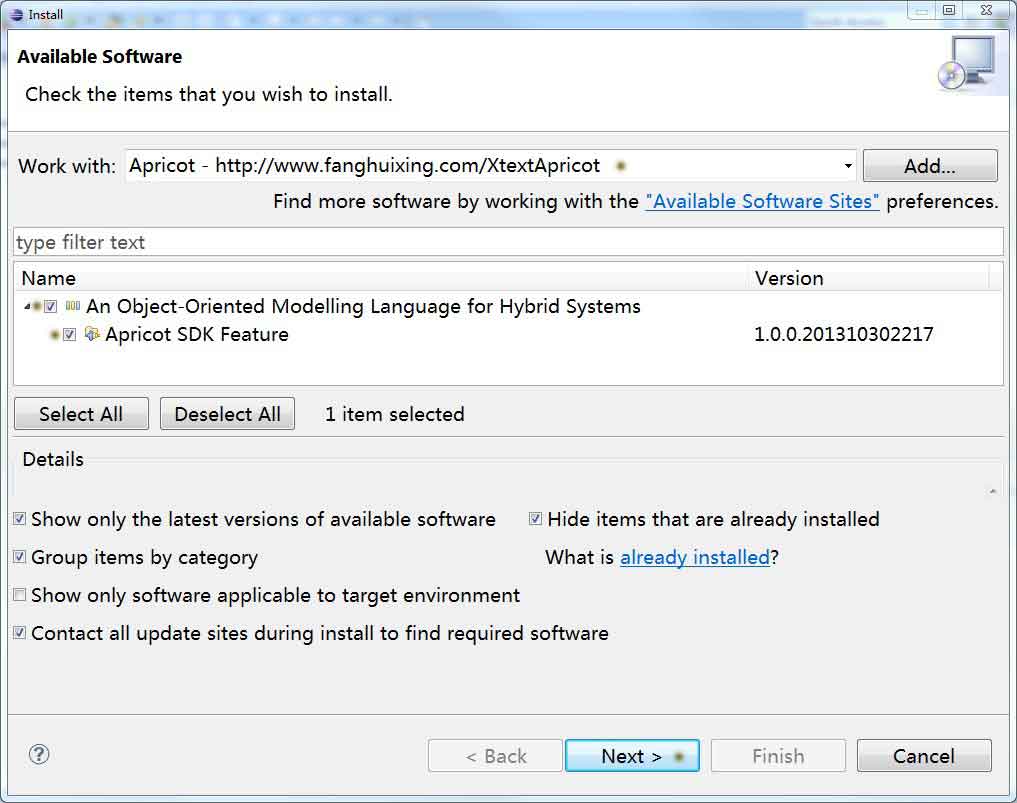 Install
Available Software
Check the items that you wish to install.
Work with: Apricot - http://www.fanghuixing.com/XtextApricot Add...
Find more software by working with the "Available Software Sites" preferences.
type filter text
Name Version
An Object-Oriented Modelling Language for Hybrid Systems
Apricot SDK Feature 1.0.0.201310302217
Select All Deselect All 1 item selected
Details
Show only the latest versions of available software Hide items that are already installed
Group items by category What is already installed?
Show only software applicable to target environment
Contact all update sites during install to find required software
? < Back Next > Finish Cancel